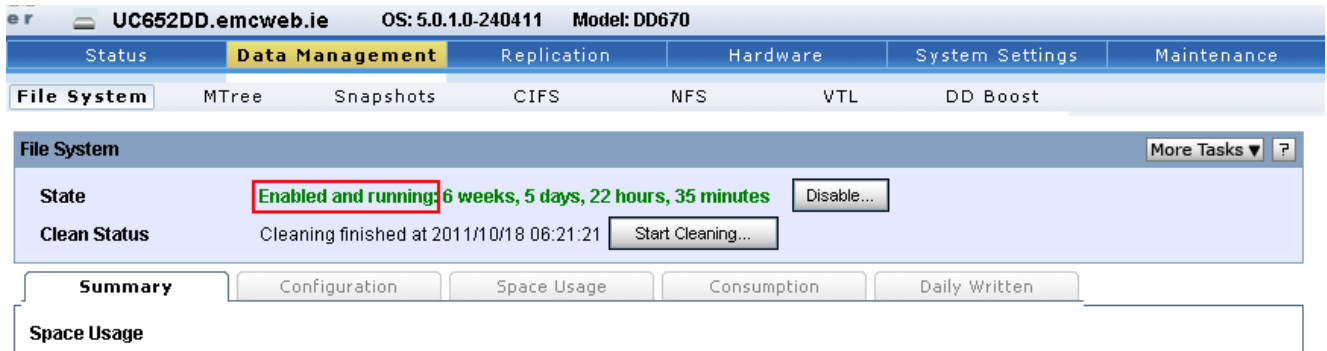 er UC652DD.emcweb.ie OS: 5.0.1.0-240411 Model: DD670
Status Data Management Replication Hardware System Settings Maintenance
File System MTree Snapshots CIFS NFS VTL DD Boost
File System More Tasks ▼ ?
State Enabled and running: 6 weeks, 5 days, 22 hours, 35 minutes Disable...
Clean Status Cleaning finished at 2011/10/18 06:21:21 Start Cleaning...
Summary Configuration Space Usage Consumption Daily Written
Space Usage